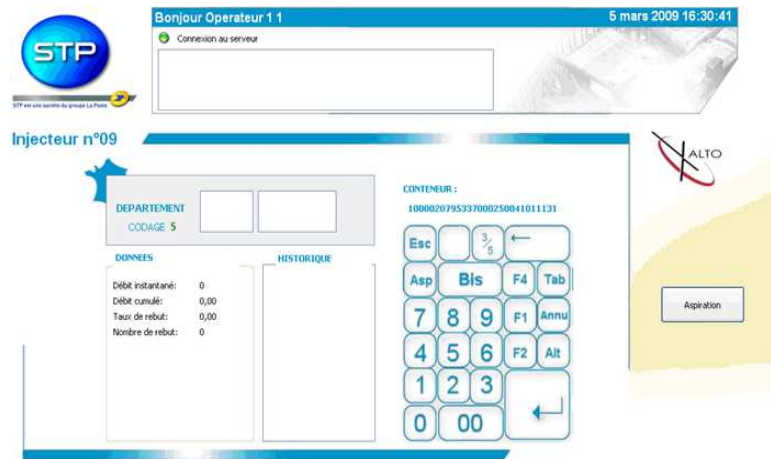 Bonjour Operateur 1 1
5 mars 2009 16:30:41
Connexion au serveur
STP
STP est une société du groupe La Poste
Injecteur n°09
XALTO
DEPARTEMENT
CODAGE 5
CONTENEUR :
10000207953370002500410111131
Esc
3/5
←
DONNEES
HISTORIQUE
Débit instantané: 0
Débit cumulé: 0,00
Taux de rebut: 0,00
Nombre de rebut: 0
Asp Bis F4 Tab
7 8 9 F1 Annu
4 5 6 F2 Alt
1 2 3
0 00
Aspiration